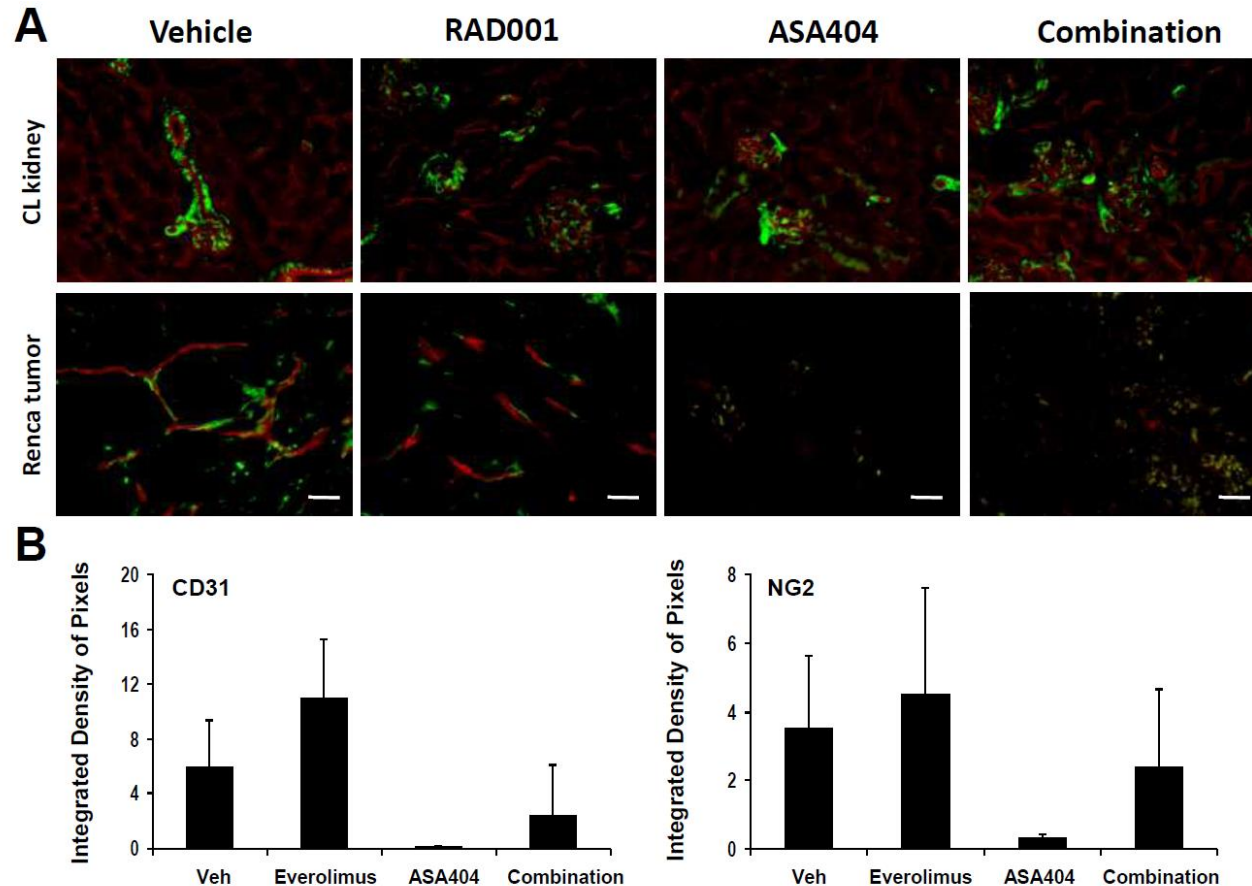 A
Vehicle RAD001 ASA404 Combination
CL kidney
Renca tumor
B
CD31
Integrated Density of Pixels
20
16
12
8
4
0
Veh Everolimus ASA404 Combination
NG2
Integrated Density of Pixels
8
6
4
2
0
Veh Everolimus ASA404 Combination